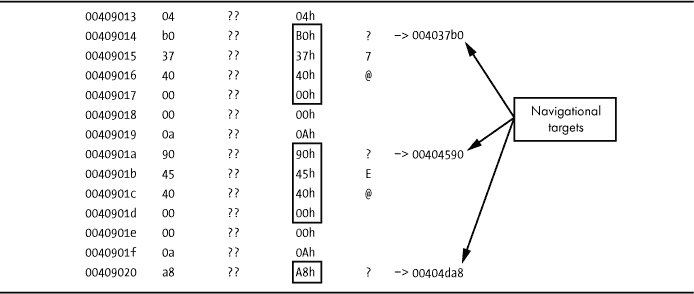 00409013 04 ?? 04h
00409014 b0 ?? B0h ? –> 004037b0
00409015 37 ?? 37h 7
00409016 40 ?? 40h @
00409017 00 ?? 00h
00409018 00 ?? 00h
00409019 0a ?? 0Ah
0040901a 90 ?? 90h ? –> 00404590
0040901b 45 ?? 45h E
0040901c 40 ?? 40h @
0040901d 00 ?? 00h
0040901e 00 ?? 00h
0040901f 0a ?? 0Ah
00409020 a8 ?? A8h ? –> 00404da8
Navigational
targets